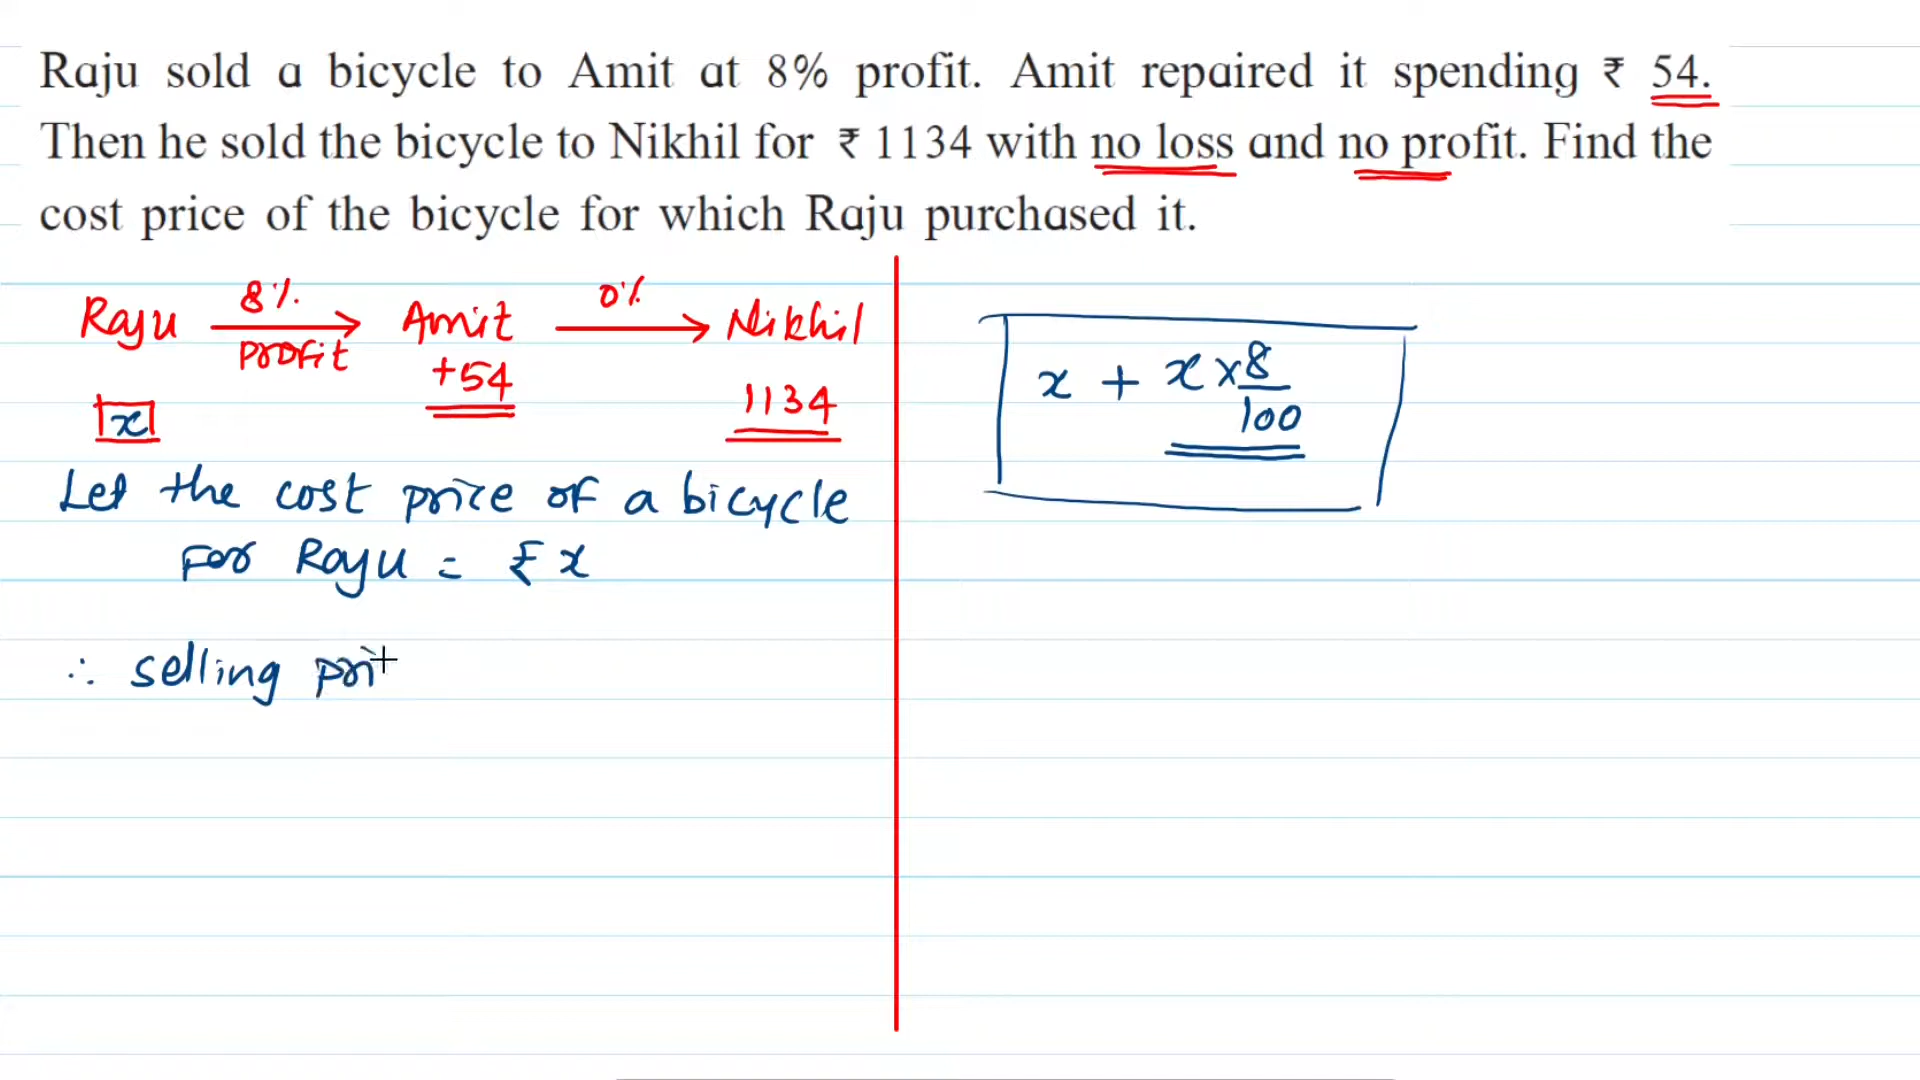 Raju sold a bicycle to Amit at 8% profit. Amit repaired it spending ₹ 54.
Then he sold the bicycle to Nikhil for ₹ 1134 with no loss and no profit. Find the
cost price of the bicycle for which Raju purchased it.
Raju 8% profit Amit 0% Nikhil
+54
x 1134
Let the cost price of a bicycle
for Raju = ₹ x
∴ selling pri
x + x × 8/100